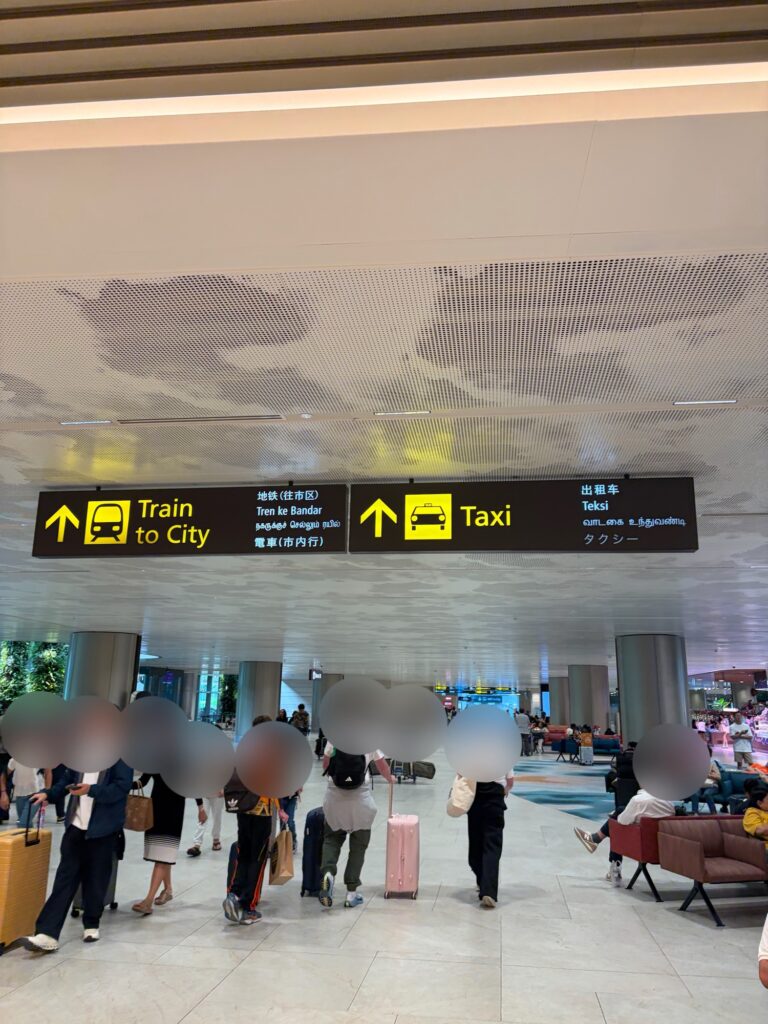 Train
to City
地铁(往市区)
Tren ke Bandar
நகருக்குச் செல்லும் ரயில்
電車(市内行)
Taxi
出租车
Teksi
வாடகை உந்துவண்டி
タクシー